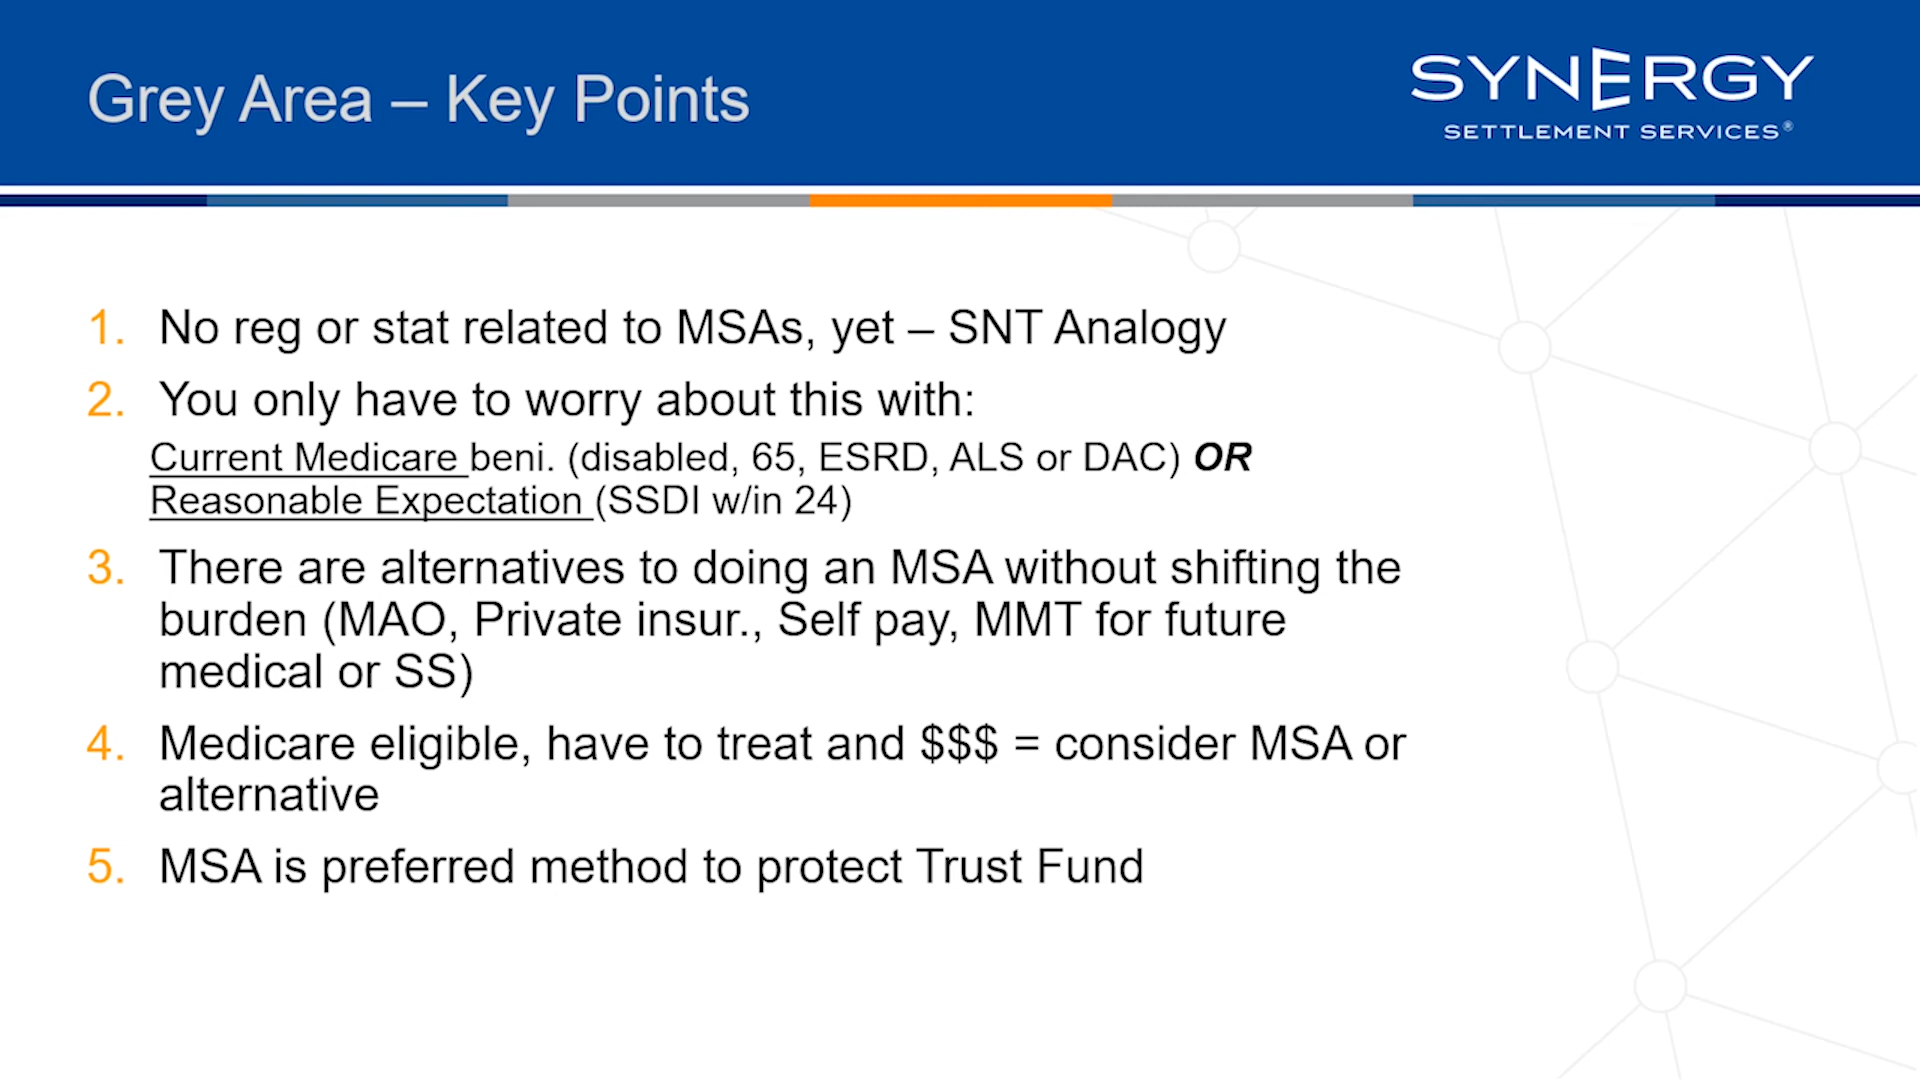 Grey Area – Key Points
SYNERGY
SETTLEMENT SERVICES®
1. No reg or stat related to MSAs, yet – SNT Analogy
2. You only have to worry about this with:
Current Medicare beni. (disabled, 65, ESRD, ALS or DAC) OR
Reasonable Expectation (SSDI w/in 24)
3. There are alternatives to doing an MSA without shifting the
burden (MAO, Private insur., Self pay, MMT for future
medical or SS)
4. Medicare eligible, have to treat and $$$ = consider MSA or
alternative
5. MSA is preferred method to protect Trust Fund